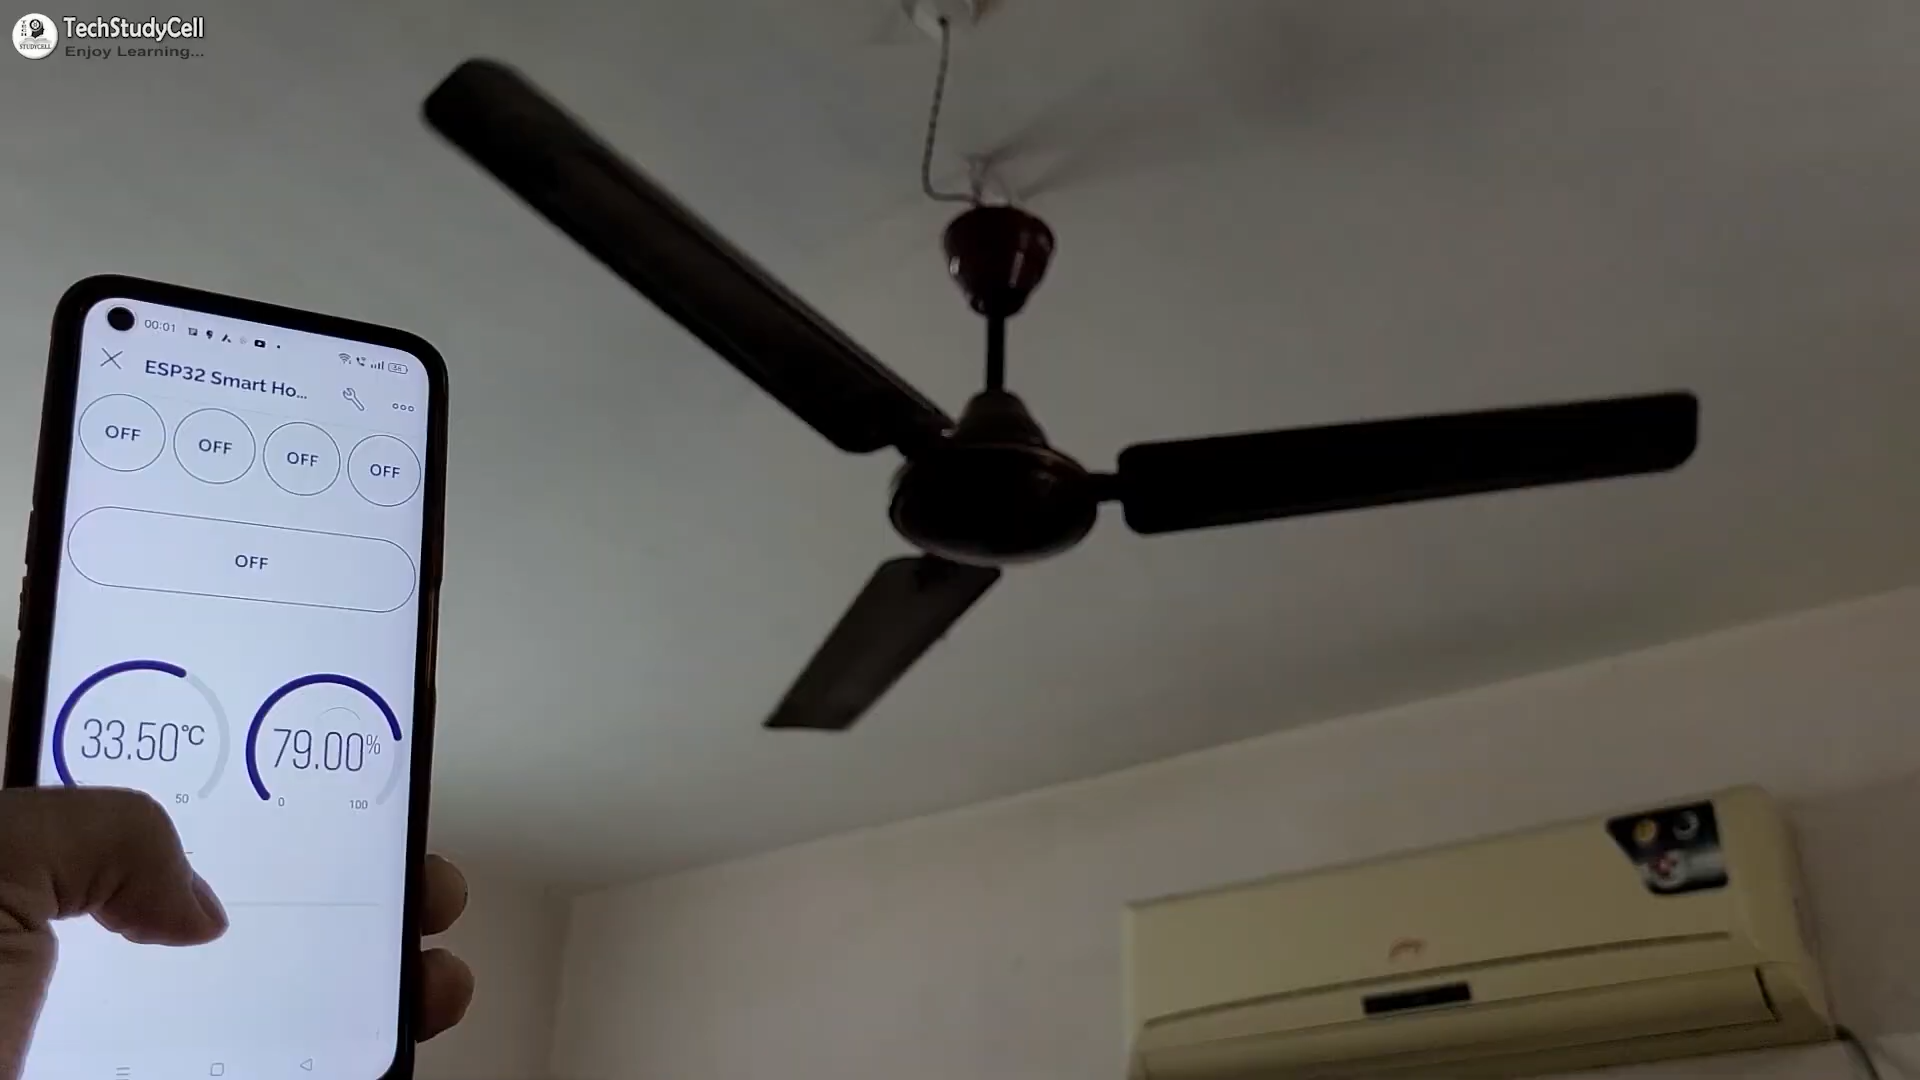 TechStudyCell
Enjoy Learning...
00:01
36
ESP32 Smart Ho...
OFF
OFF
OFF
OFF
OFF
33.50°C
79.00%
50
0
100